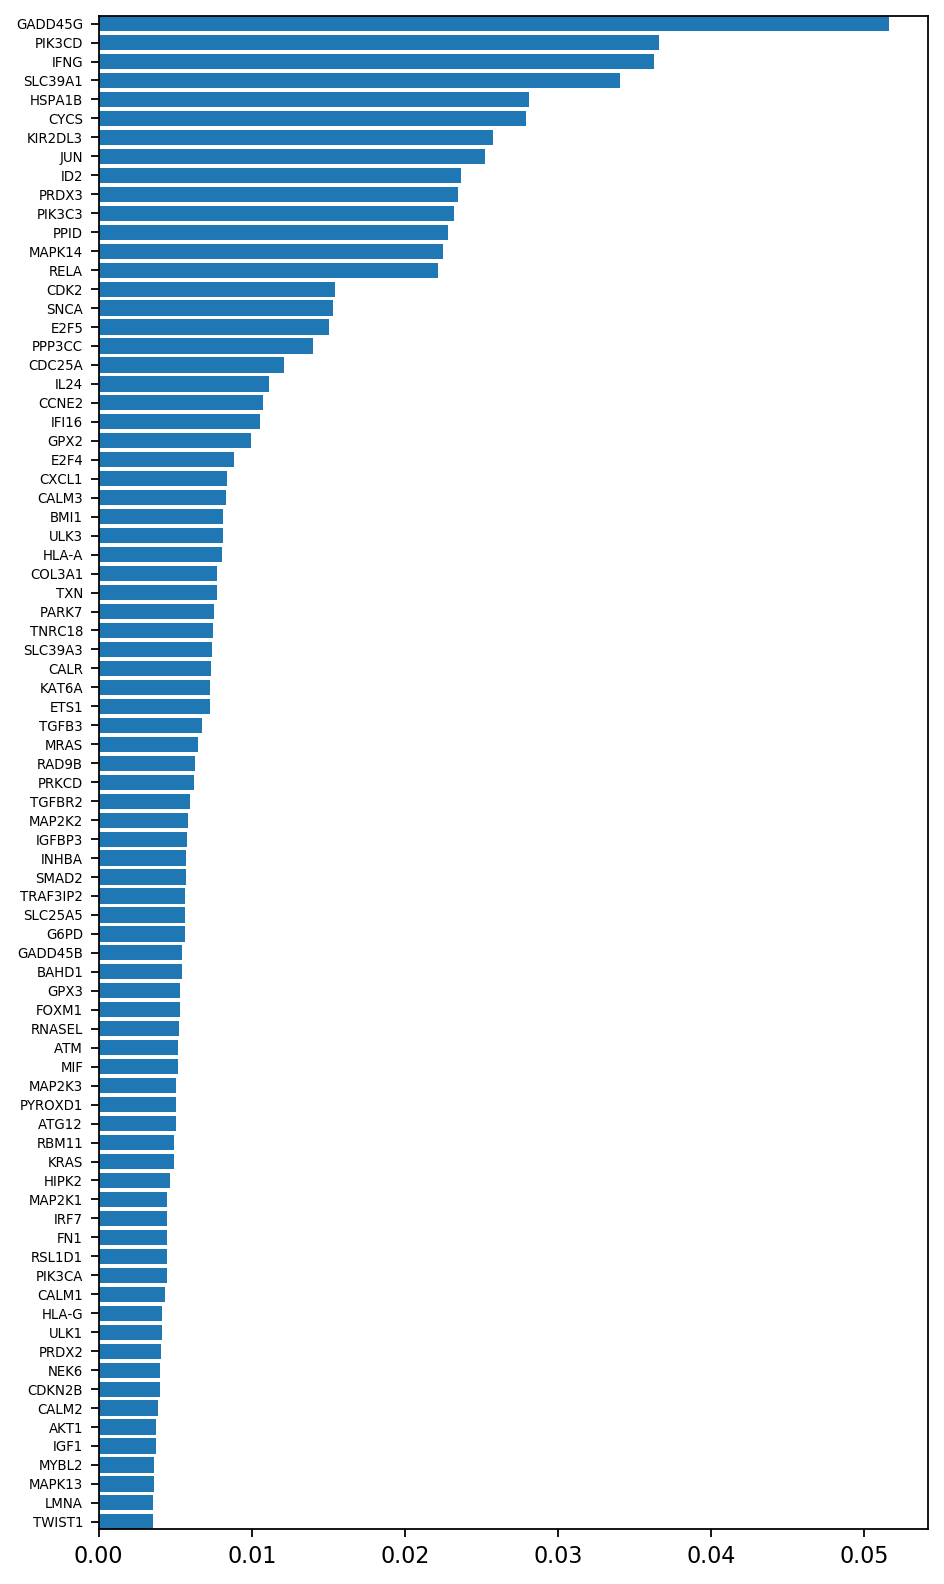 GADD45G
PIK3CD
IFNG
SLC39A1
HSPA1B
CYCS
KIR2DL3
JUN
ID2
PRDX3
PIK3C3
PPID
MAPK14
RELA
CDK2
SNCA
E2F5
PPP3CC
CDC25A
IL24
CCNE2
IFI16
GPX2
E2F4
CXCL1
CALM3
BMI1
ULK3
HLA-A
COL3A1
TXN
PARK7
TNRC18
SLC39A3
CALR
KAT6A
ETS1
TGFB3
MRAS
RAD9B
PRKCD
TGFBR2
MAP2K2
IGFBP3
INHBA
SMAD2
TRAF3IP2
SLC25A5
G6PD
GADD45B
BAHD1
GPX3
FOXM1
RNASEL
ATM
MIF
MAP2K3
PYROXD1
ATG12
RBM11
KRAS
HIPK2
MAP2K1
IRF7
FN1
RSL1D1
PIK3CA
CALM1
HLA-G
ULK1
PRDX2
NEK6
CDKN2B
CALM2
AKT1
IGF1
MYBL2
MAPK13
LMNA
TWIST1
0.00 0.01 0.02 0.03 0.04 0.05